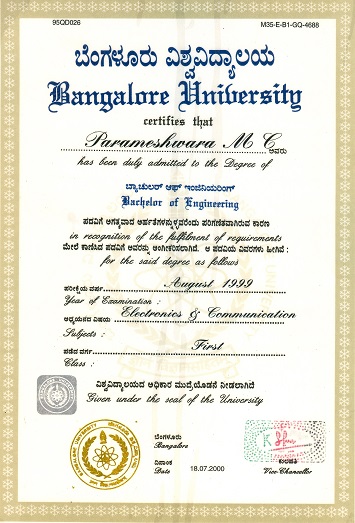 95QD026 M35-E-B1-GQ-4688
ಬೆಂಗಳೂರು ವಿಶ್ವವಿದ್ಯಾಲಯ
Bangalore University
certifies that
Parameshwara M C ಅವರು
has been duly admitted to the Degree of
ಬ್ಯಾಚುಲರ್ ಆಫ್ ಇಂಜಿನಿಯರಿಂಗ್
Bachelor of Engineering
ಪದವಿಗೆ ಅಗತ್ಯವಾದ ಅರ್ಹತೆಗಳನ್ನುಳ್ಳವರೆಂದು ಪರಿಗಣಿತವಾಗಿರುವ ಕಾರಣ
in recognition of the fulfilment of requirements
ಮೇಲೆ ಕಾಣಿಸಿದ ಪದವಿಗೆ ಅವರನ್ನು ಅಂಗೀಕರಿಸಲಾಗಿದೆ. ಆ ಪದವಿಯ ವಿವರಗಳು ಹೀಗಿವೆ :
for the said degree as follows
ಪರೀಕ್ಷೆಯ ವರ್ಷ August 1999
Year of Examination :
ಅಧ್ಯಯನದ ವಿಷಯ Electronics & Communication
Subjects :
ಪಡೆದ ವರ್ಗ First
Class :
ವಿಶ್ವವಿದ್ಯಾಲಯದ ಅಧಿಕಾರ ಮುದ್ರೆಯೊಡನೆ ನೀಡಲಾಗಿದೆ
Given under the seal of the University
ಬೆಂಗಳೂರು
Bangalore
ದಿನಾಂಕ ಕುಲಪತಿ
Date 18.07.2000 Vice-Chancellor